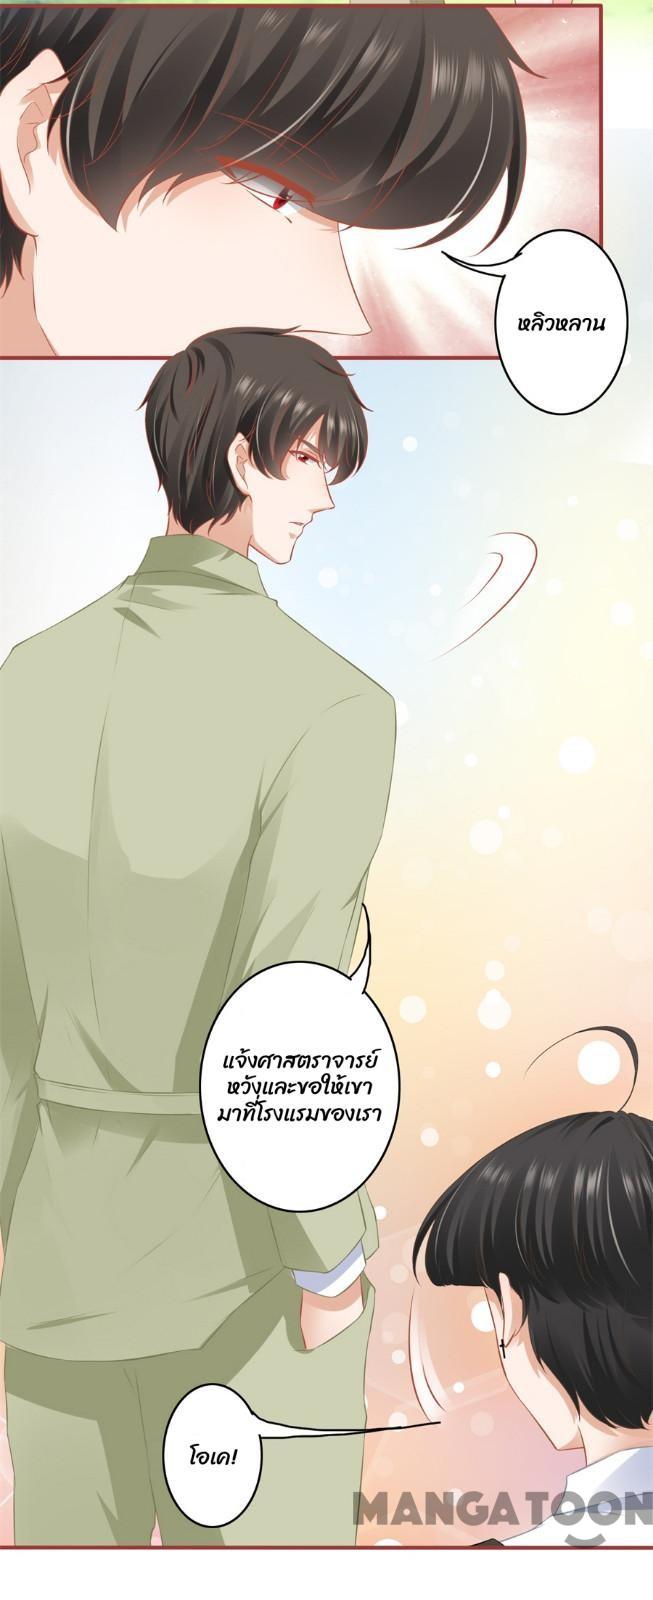 หลิวหลาน
แจ้งศาสตราจารย์
หวังและขอให้เขา
มาที่โรงแรมของเรา
โอเค!
MANGATOON